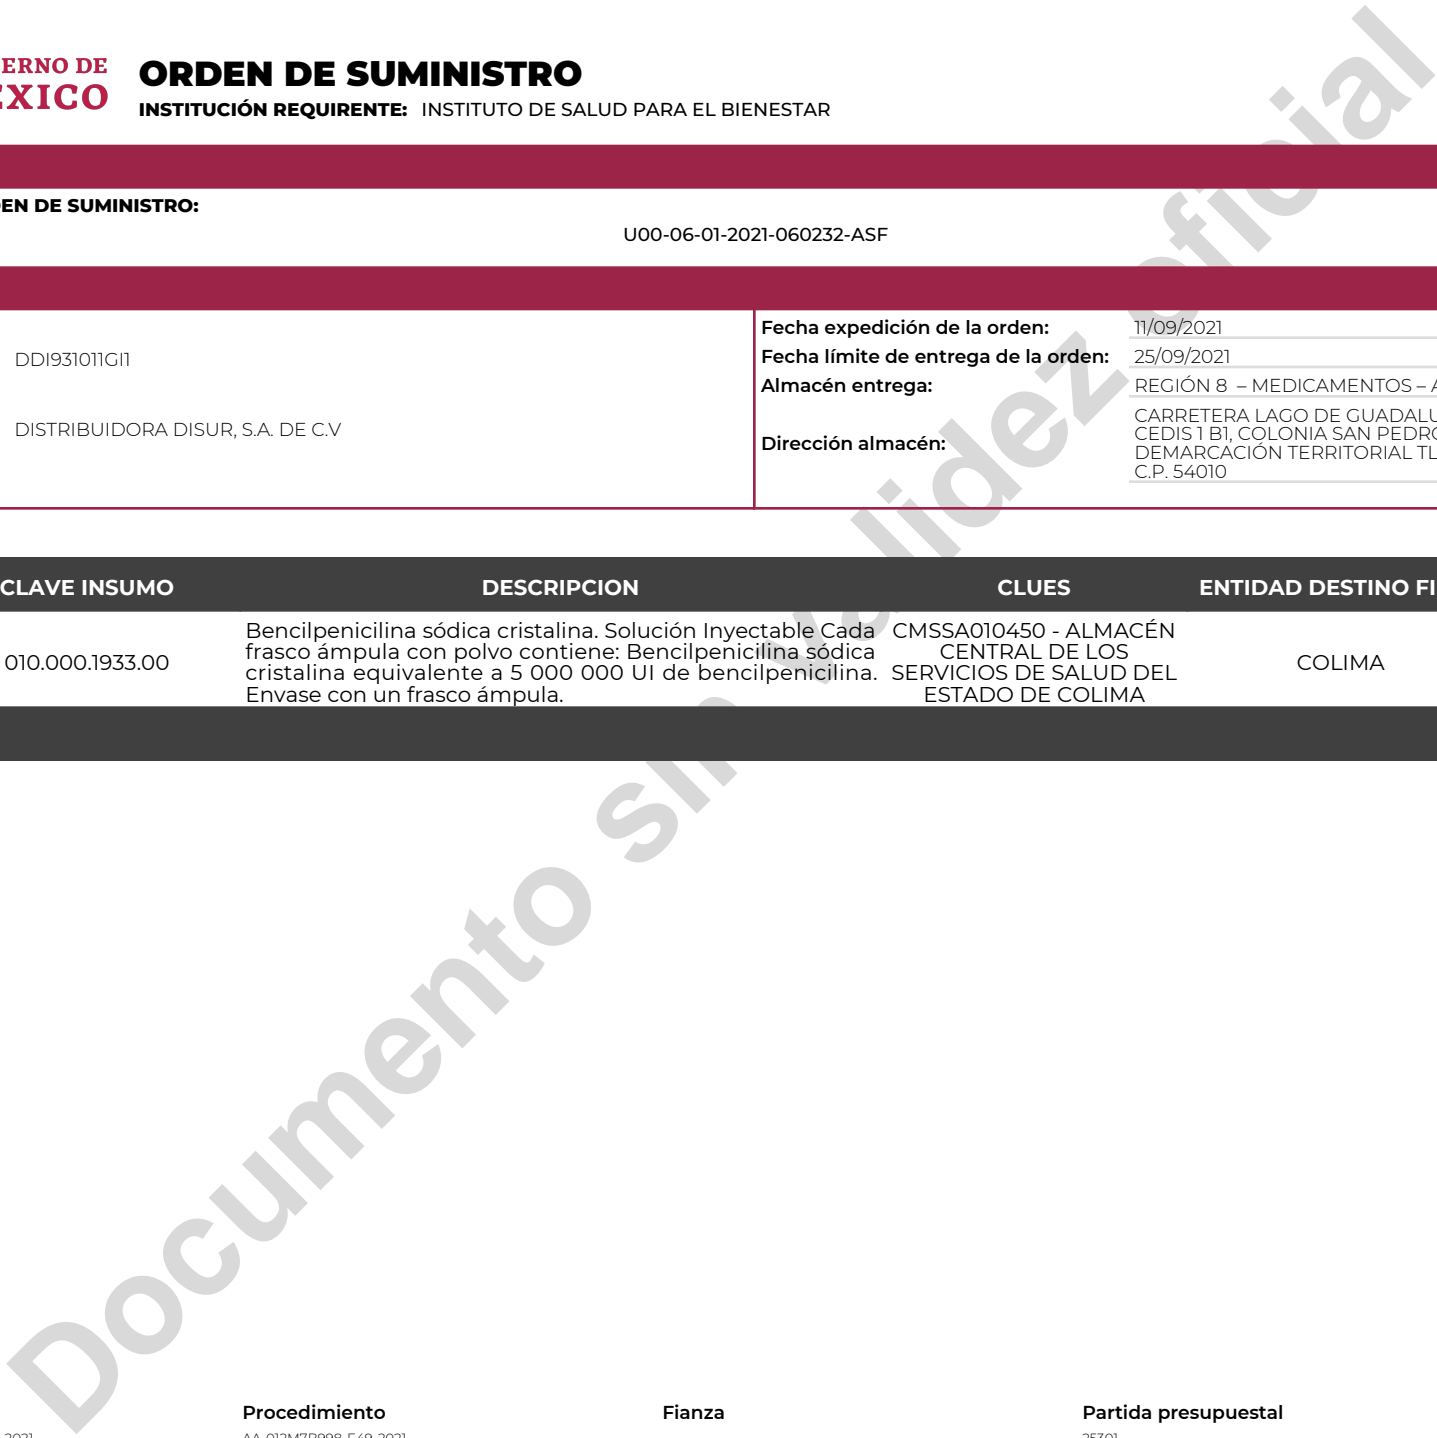 ERNO DE
ORDEN DE SUMINISTRO
INSTITUCIÓN REQUIRENTE: INSTITUTO DE SALUD PARA EL BIENESTAR
EN DE SUMINISTRO:
U00-06-01-2021-060232-ASF
DDI931011GI1
DISTRIBUIDORA DISUR, S.A. DE C.V
Fecha expedición de la orden: 11/09/2021
Fecha límite de entrega de la orden: 25/09/2021
Almacén entrega: REGIÓN 8 – MEDICAMENTOS – A
Dirección almacén:
CARRETERA LAGO DE GUADALU
CEDIS 1 B1, COLONIA SAN PEDRO
DEMARCACIÓN TERRITORIAL TL
C.P. 54010
CLAVE INSUMO DESCRIPCION CLUES ENTIDAD DESTINO FI
010.000.1933.00
Bencilpenicilina sódica cristalina. Solución Inyectable Cada
frasco ámpula con polvo contiene: Bencilpenicilina sódica
cristalina equivalente a 5 000 000 UI de bencilpenicilina.
Envase con un frasco ámpula.
CMSSA010450 - ALMACÉN
CENTRAL DE LOS
SERVICIOS DE SALUD DEL
ESTADO DE COLIMA
COLIMA
Documento sin validez oficial
Procedimiento Fianza Partida presupuestal